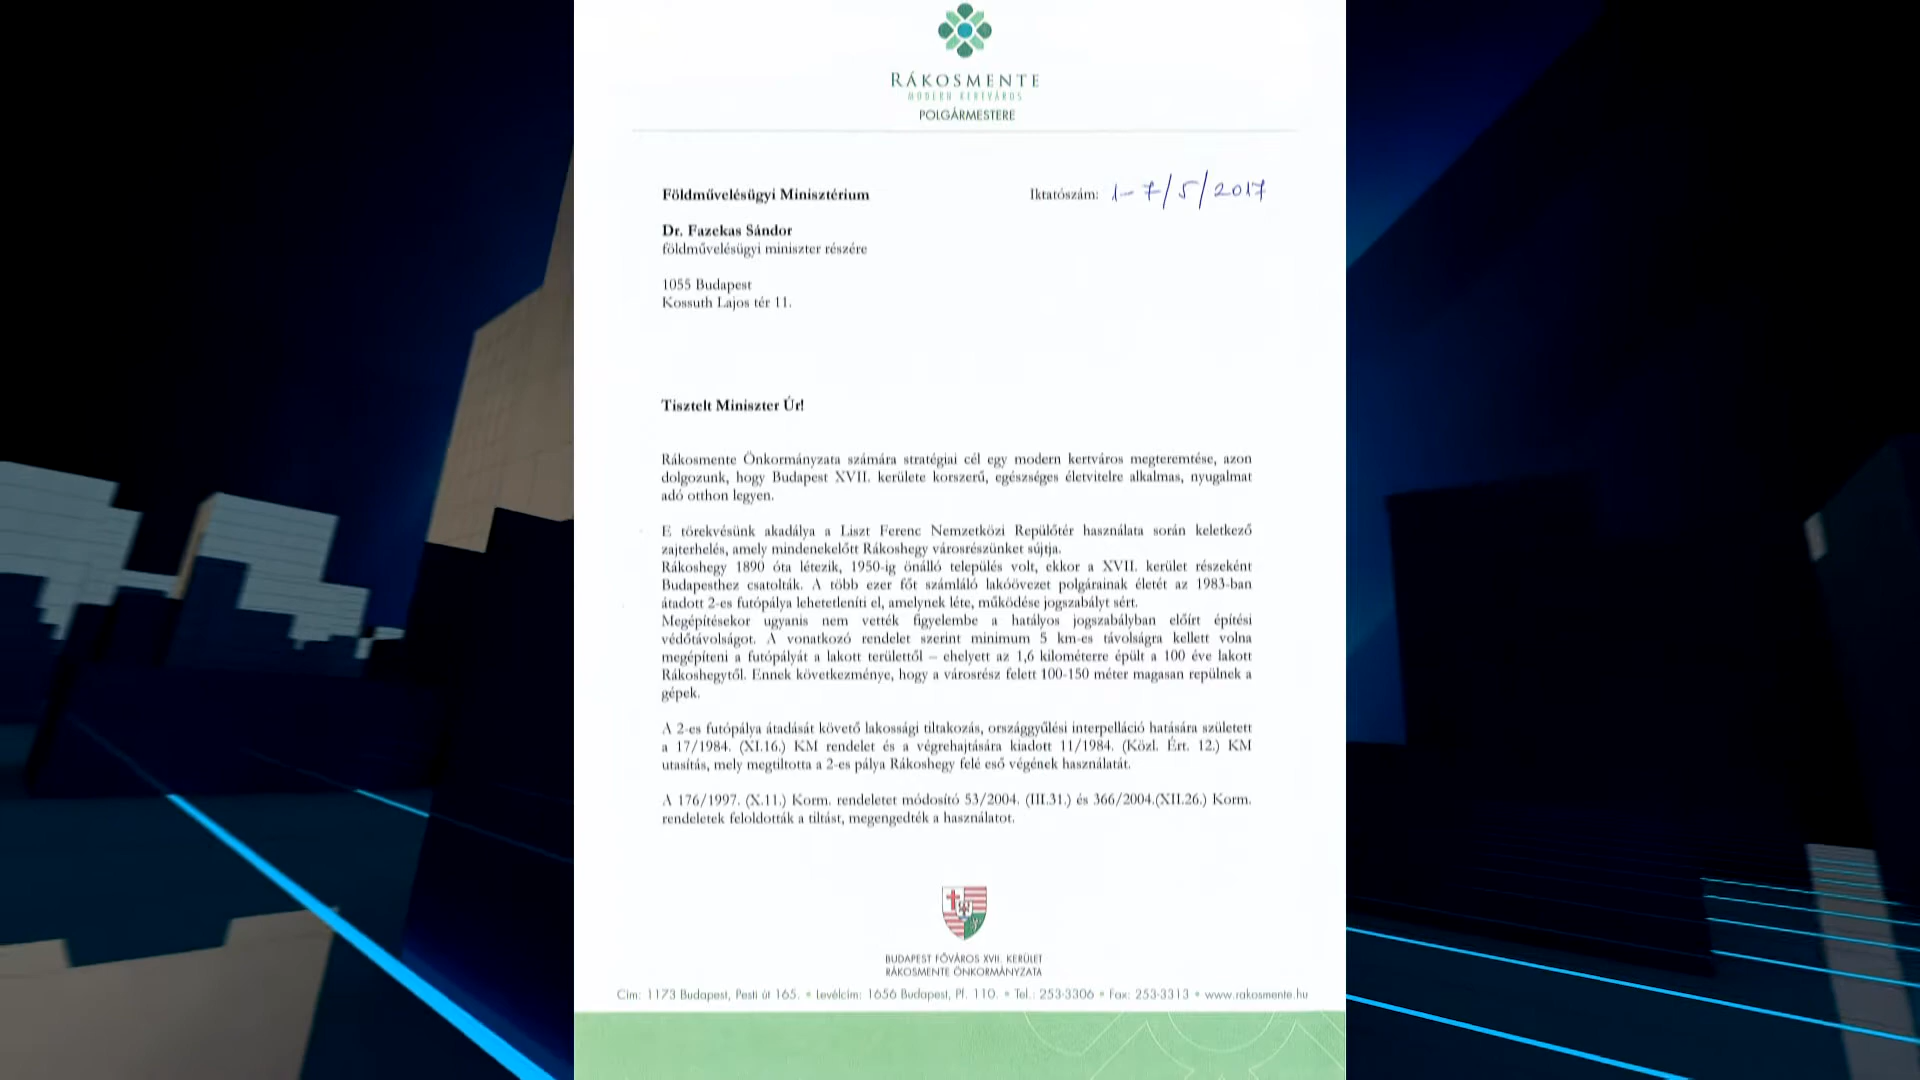 RÁKOSMENTE
MODERN KERTVÁROS
POLGÁRMESTERE
Földművelésügyi Minisztérium
Iktatószám: 1-7/5/2017
Dr. Fazekas Sándor
földművelésügyi miniszter részére
1055 Budapest
Kossuth Lajos tér 11.
Tisztelt Miniszter Úr!
Rákosmente Önkormányzata számára stratégiai cél egy modern kertváros megteremtése, azon
dolgozunk, hogy Budapest XVII. kerülete korszerű, egészséges életvitelre alkalmas, nyugalmat
adó otthon legyen.
E törekvésünk akadálya a Liszt Ferenc Nemzetközi Repülőtér használata során keletkező
zajterhelés, amely mindenekelőtt Rákoshegy városrészünket sújtja.
Rákoshegy 1890 óta létezik, 1950-ig önálló település volt, ekkor a XVII. kerület részeként
Budapesthez csatolták. A több ezer főt számláló lakóövezet polgárainak életét az 1983-ban
átadott 2-es futópálya lehetetleníti el, amelynek léte, működése jogszabályt sért.
Megépítésekor ugyanis nem vették figyelembe a hatályos jogszabályban előírt építési
védőtávolságot. A vonatkozó rendelet szerint minimum 5 km-es távolságra kellett volna
megépíteni a futópályát a lakott területtől – ehelyett az 1,6 kilométerre épült a 100 éve lakott
Rákoshegytől. Ennek következménye, hogy a városrész felett 100-150 méter magasan repülnek a
gépek.
A 2-es futópálya átadását követő lakossági tiltakozás, országgyűlési interpelláció hatására született
a 17/1984. (XI.16.) KM rendelet és a végrehajtására kiadott 11/1984. (Közl. Ért. 12.) KM
utasítás, mely megtiltotta a 2-es pálya Rákoshegy felé eső végének használatát.
A 176/1997. (X.11.) Korm. rendeletet módosító 53/2004. (III.31.) és 366/2004.(XII.26.) Korm.
rendeletek feloldották a tiltást, megengedték a használatot.
BUDAPEST FŐVÁROS XVII. KERÜLET
RÁKOSMENTE ÖNKORMÁNYZATA
Cím: 1173 Budapest, Pesti út 165. • Levélcím: 1656 Budapest, Pf. 110. • Tel.: 253-3306 • Fax: 253-3313 • www.rakosmente.hu